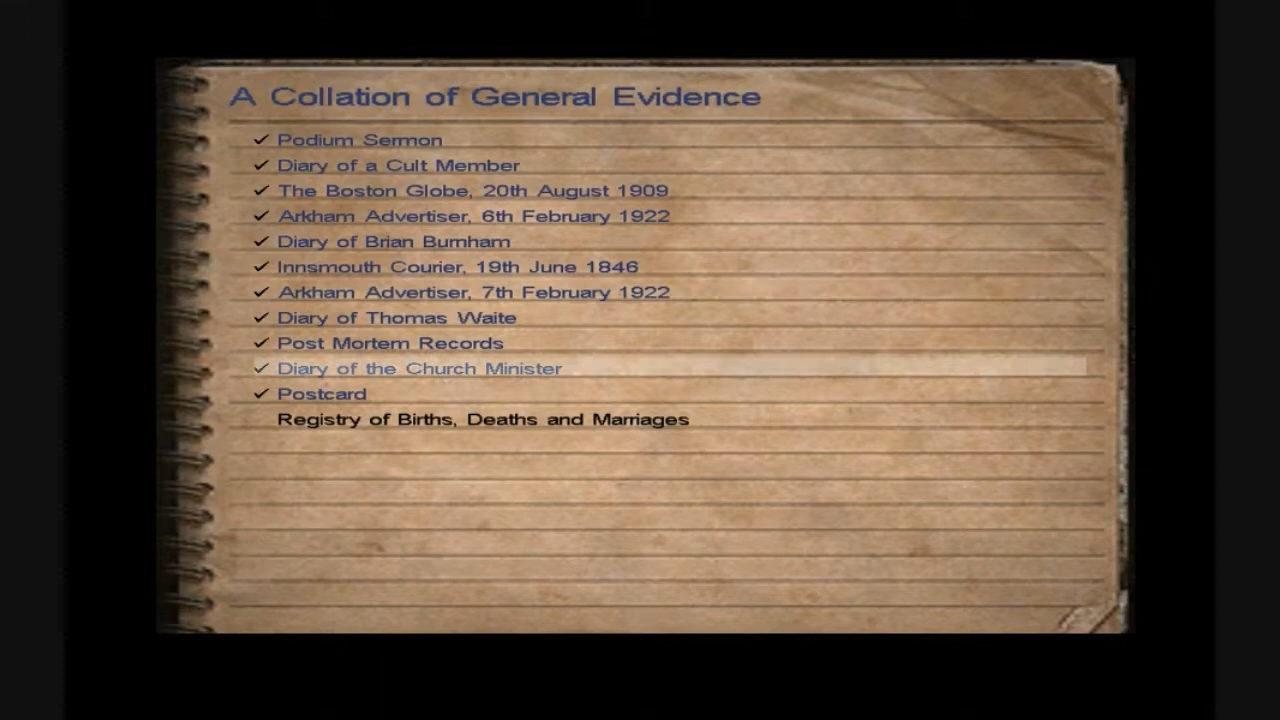 A Collation of General Evidence
✓ Podium Sermon
✓ Diary of a Cult Member
✓ The Boston Globe, 20th August 1909
✓ Arkham Advertiser, 6th February 1922
✓ Diary of Brian Burnham
✓ Innsmouth Courier, 19th June 1846
✓ Arkham Advertiser, 7th February 1922
✓ Diary of Thomas Waite
✓ Post Mortem Records
✓ Diary of the Church Minister
✓ Postcard
Registry of Births, Deaths and Marriages